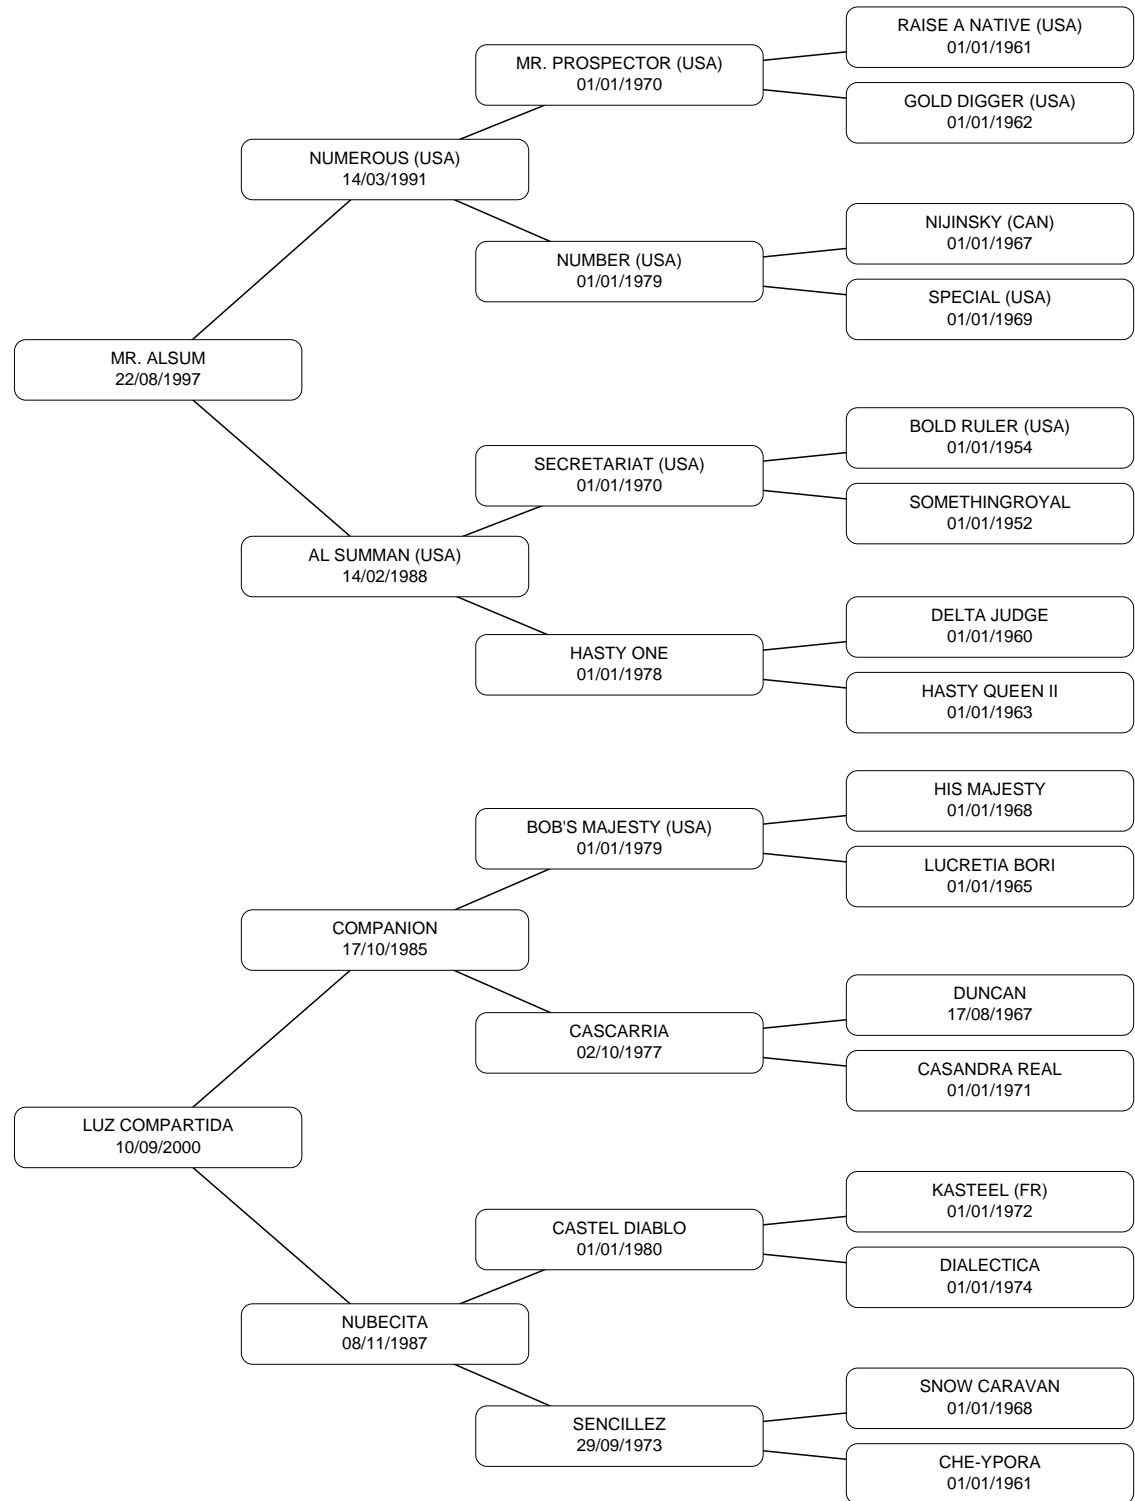 RAISE A NATIVE (USA)
01/01/1961
MR. PROSPECTOR (USA)
01/01/1970
GOLD DIGGER (USA)
01/01/1962
NUMEROUS (USA)
14/03/1991
NIJINSKY (CAN)
01/01/1967
NUMBER (USA)
01/01/1979
SPECIAL (USA)
01/01/1969
MR. ALSUM
22/08/1997
BOLD RULER (USA)
01/01/1954
SECRETARIAT (USA)
01/01/1970
SOMETHINGROYAL
01/01/1952
AL SUMMAN (USA)
14/02/1988
DELTA JUDGE
01/01/1960
HASTY ONE
01/01/1978
HASTY QUEEN II
01/01/1963
HIS MAJESTY
01/01/1968
BOB'S MAJESTY (USA)
01/01/1979
LUCRETIA BORI
01/01/1965
COMPANION
17/10/1985
DUNCAN
17/08/1967
CASCARRIA
02/10/1977
CASANDRA REAL
01/01/1971
LUZ COMPARTIDA
10/09/2000
KASTEEL (FR)
01/01/1972
CASTEL DIABLO
01/01/1980
DIALECTICA
01/01/1974
NUBECITA
08/11/1987
SNOW CARAVAN
01/01/1968
SENCILLEZ
29/09/1973
CHE-YPORA
01/01/1961